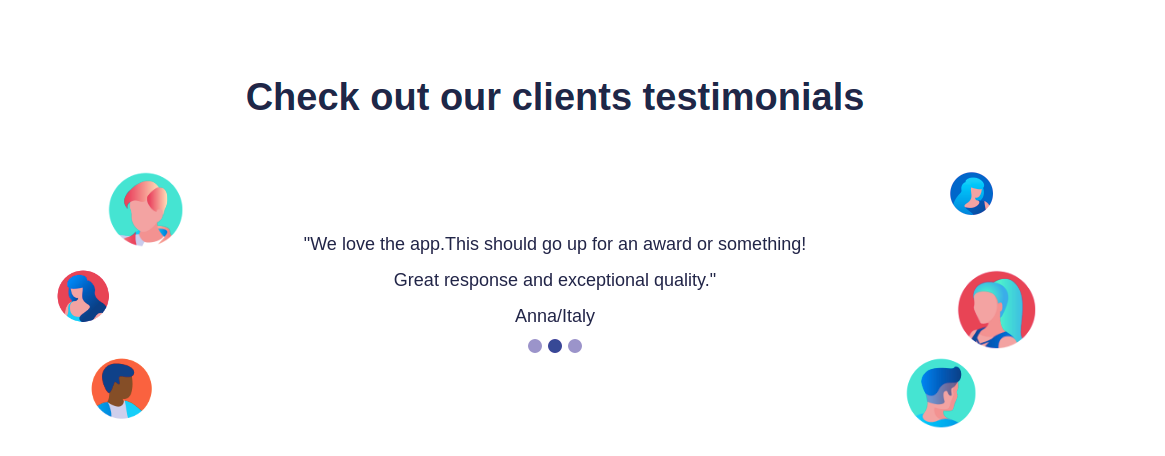 Check out our clients testimonials
"We love the app.This should go up for an award or something!
Great response and exceptional quality."
Anna/Italy